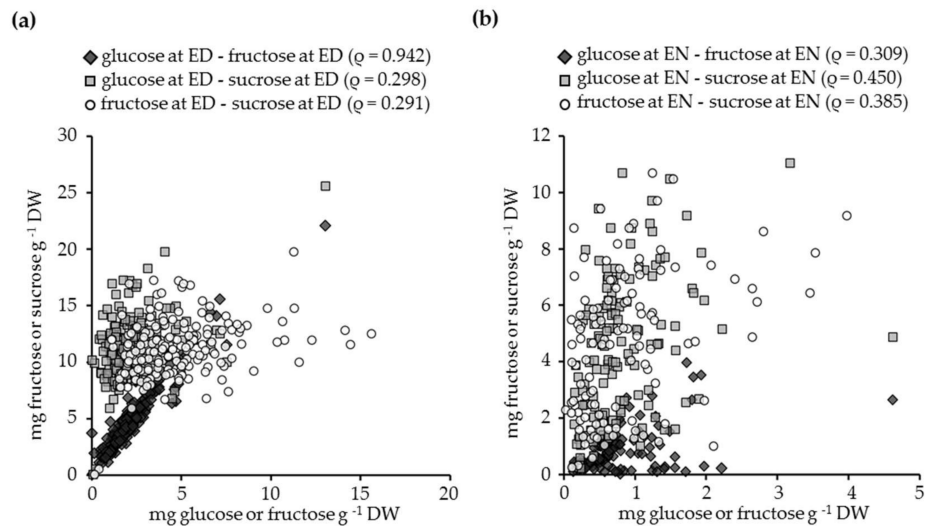 (a)
glucose at ED - fructose at ED (ρ = 0.942)
glucose at ED - sucrose at ED (ρ = 0.298)
fructose at ED - sucrose at ED (ρ = 0.291)
30
25
20
15
10
5
0
mg fructose or sucrose g -1 DW
0 5 10 15 20
mg glucose or fructose g -1 DW
(b)
glucose at EN - fructose at EN (ρ = 0.309)
glucose at EN - sucrose at EN (ρ = 0.450)
fructose at EN - sucrose at EN (ρ = 0.385)
12
10
8
6
4
2
0
mg fructose or sucrose g -1 DW
0 1 2 3 4 5
mg glucose or fructose g -1 DW